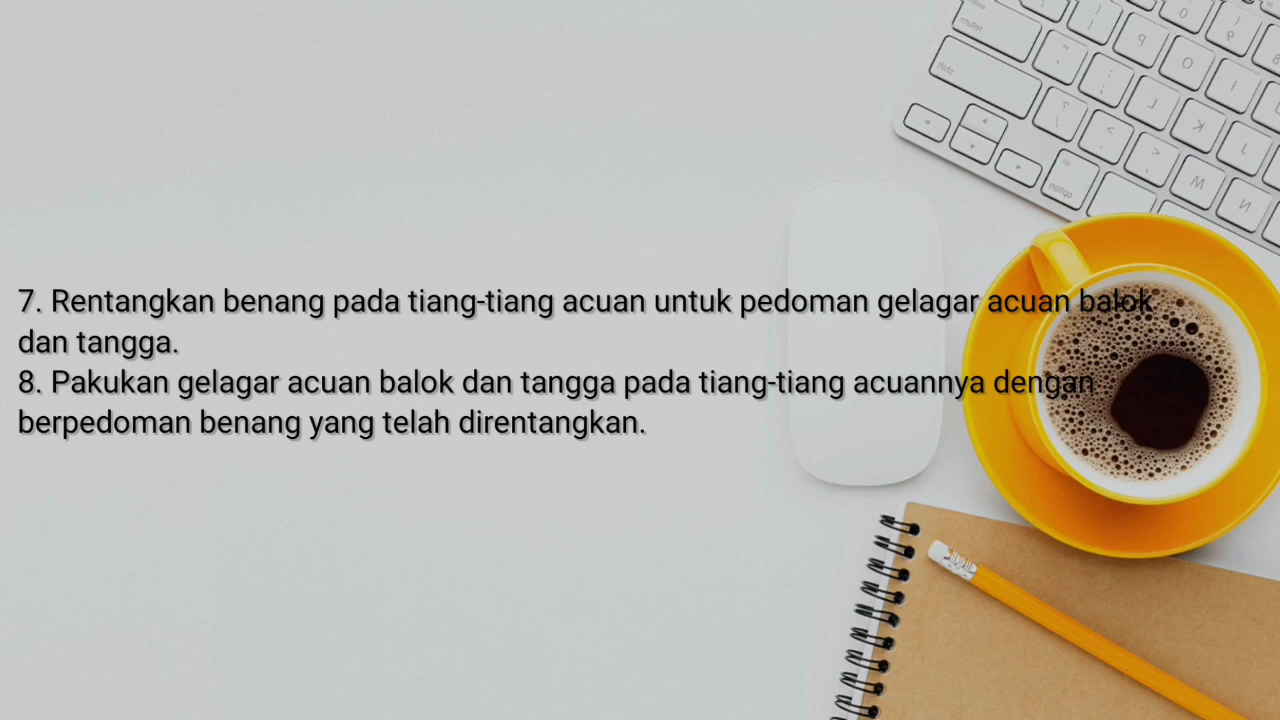 7. Rentangkan benang pada tiang-tiang acuan untuk pedoman gelagar acuan balok
dan tangga.
8. Pakukan gelagar acuan balok dan tangga pada tiang-tiang acuannya dengan
berpedoman benang yang telah direntangkan.